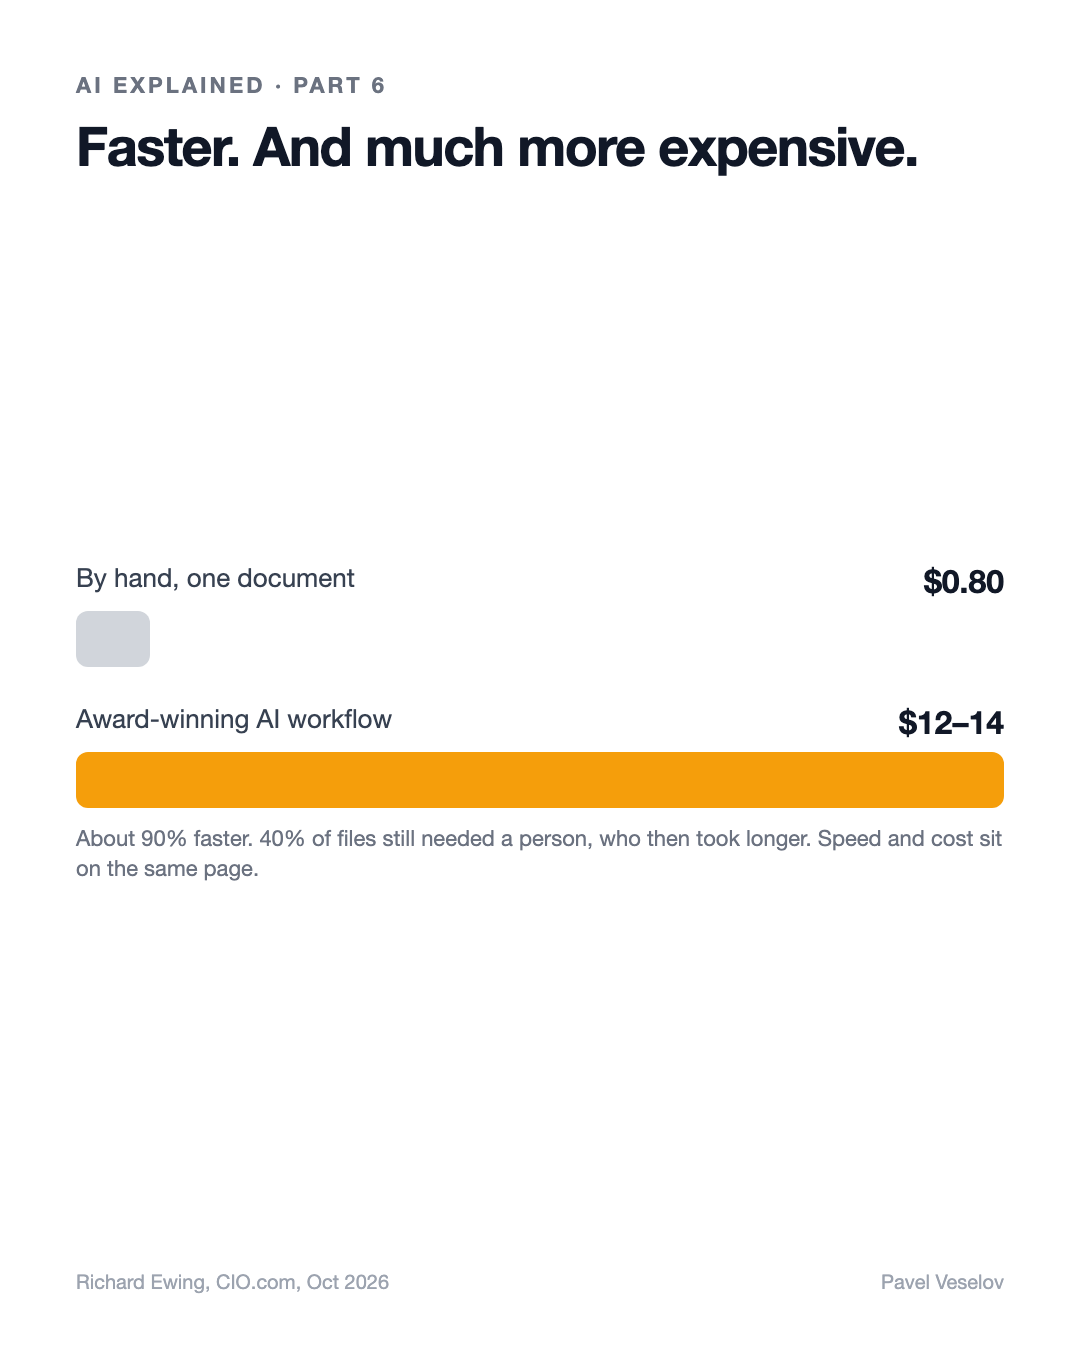 AI EXPLAINED · PART 6
Faster. And much more expensive.
By hand, one document
$0.80
Award-winning AI workflow
$12–14
About 90% faster. 40% of files still needed a person, who then took longer. Speed and cost sit
on the same page.
Richard Ewing, CIO.com, Oct 2026
Pavel Veselov